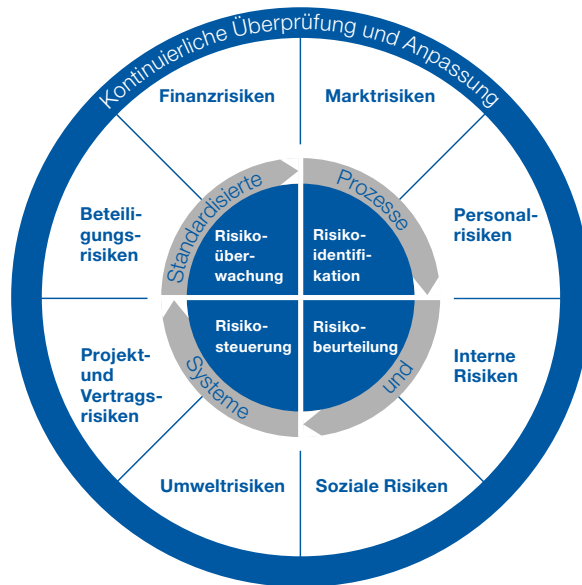 Kontinuierliche Überprüfung und Anpassung
Finanzrisiken
Marktrisiken
Personal-
risiken
Interne
Risiken
Soziale Risiken
Umweltrisiken
Projekt-
und
Vertrags-
risiken
Beteili-
gungs-
risiken
Standardisierte
Prozesse
und
Systeme
Risiko-
über-
wachung
Risiko-
identifi-
kation
Risiko-
steuerung
Risiko-
beurteilung